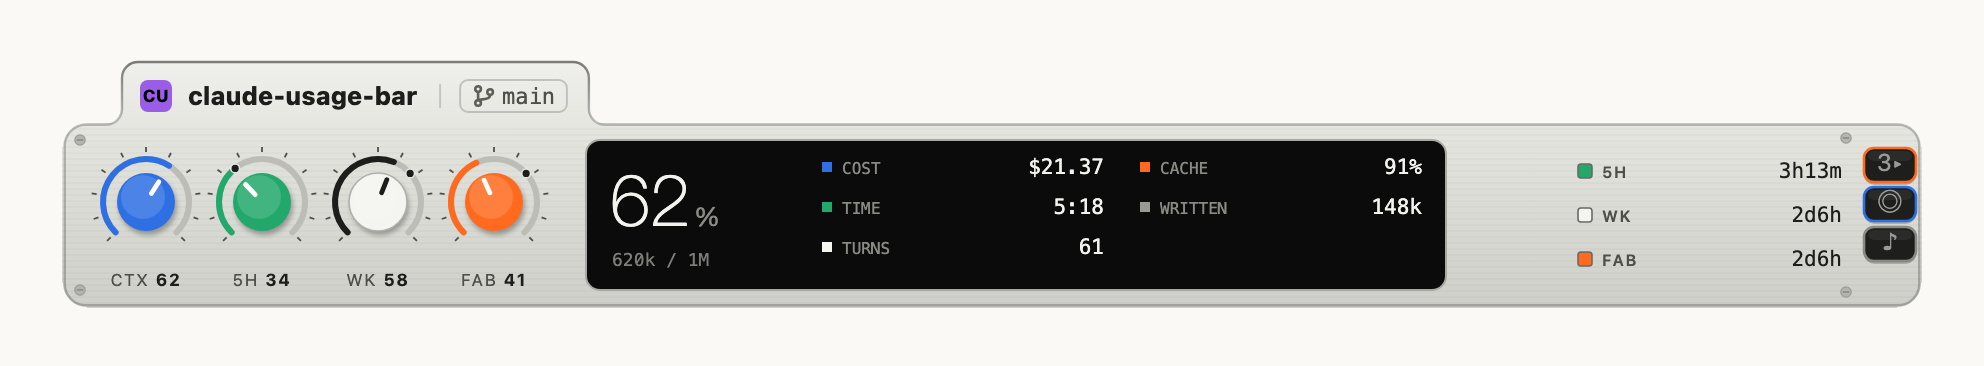 CU claude-usage-bar main
CTX 62 5H 34 WK 58 FAB 41
62%
620k / 1M
COST $21.37
TIME 5:18
TURNS 61
CACHE 91%
WRITTEN 148k
5H 3h13m
WK 2d6h
FAB 2d6h
3▸
♪